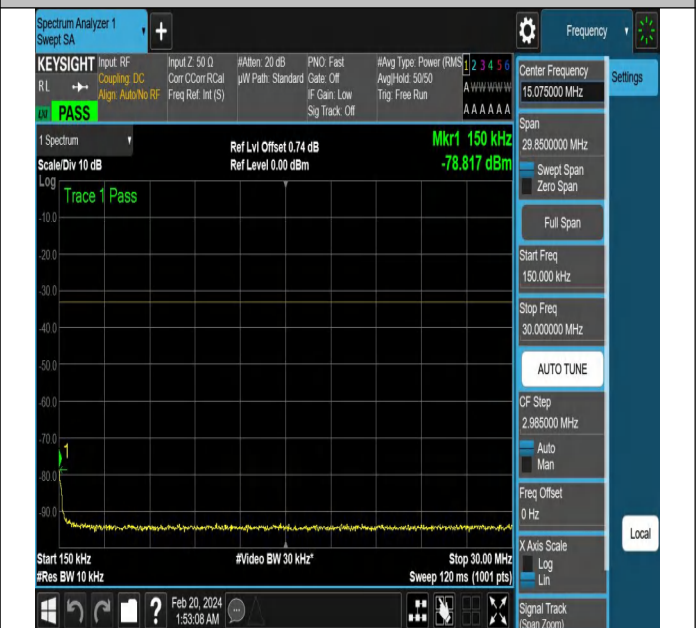 Spectrum Analyzer 1
Swept SA
+
Frequency
KEYSIGHT
RL
PASS
Input: RF
Coupling: DC
Align: Auto/No RF
Input Z: 50 Ω
Corr CCorr RCal
Freq Ref: Int (S)
#Atten: 20 dB
µW Path: Standard
PNO: Fast
Gate: Off
IF Gain: Low
Sig Track: Off
#Avg Type: Power (RMS
Avg|Hold: 50/50
Trig: Free Run
1 2 3 4 5 6
A W W W W W
A A A A A A
Center Frequency
15.075000 MHz
Settings
Span
29.8500000 MHz
Swept Span
Zero Span
Full Span
Start Freq
150.000 kHz
Stop Freq
30.000000 MHz
AUTO TUNE
CF Step
2.985000 MHz
Auto
Man
Freq Offset
0 Hz
X Axis Scale
Log
Lin
Signal Track
(Span Zoom)
Local
1 Spectrum
Scale/Div 10 dB
Ref Lvl Offset 0.74 dB
Ref Level 0.00 dBm
Mkr1 150 kHz
-78.817 dBm
Log
Trace 1 Pass
-10.0
-20.0
-30.0
-40.0
-50.0
-60.0
-70.0
-80.0
-90.0
1
Start 150 kHz
#Res BW 10 kHz
#Video BW 30 kHz*
Stop 30.00 MHz
Sweep 120 ms (1001 pts)
?
Feb 20, 2024
1:53:08 AM